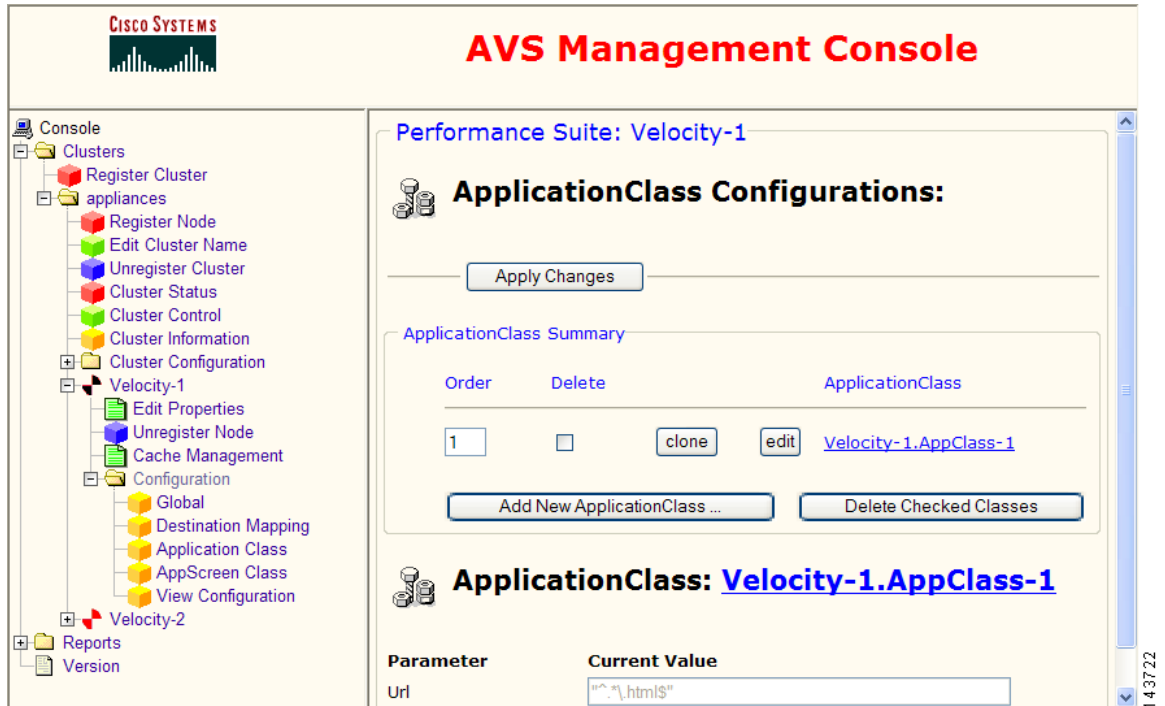 CISCO SYSTEMS
AVS Management Console
Console
Clusters
Register Cluster
appliances
Register Node
Edit Cluster Name
Unregister Cluster
Cluster Status
Cluster Control
Cluster Information
Cluster Configuration
Velocity-1
Edit Properties
Unregister Node
Cache Management
Configuration
Global
Destination Mapping
Application Class
AppScreen Class
View Configuration
Velocity-2
Reports
Version
Performance Suite: Velocity-1
ApplicationClass Configurations:
Apply Changes
ApplicationClass Summary
Order Delete ApplicationClass
1 clone edit Velocity-1.AppClass-1
Add New ApplicationClass ... Delete Checked Classes
ApplicationClass: Velocity-1.AppClass-1
Parameter Current Value
Url "^.*\.html$"
143722